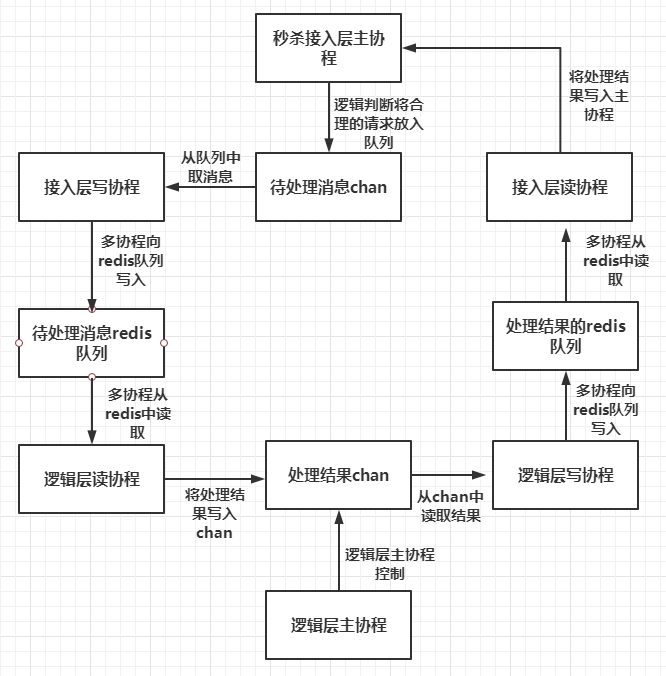 秒杀接入层主协
程
逻辑判断将合
理的请求放入
队列
将处理结
果写入主
协程
接入层写协程
从队列中
取消息
待处理消息chan
接入层读协程
多协程向
redis队列
写入
多协程从
redis中读
取
待处理消息redis
队列
处理结果的redis
队列
多协程从
redis中读
取
多协程向
redis队列
写入
逻辑层读协程
将处理结
果写入
chan
处理结果chan
从chan中
读取结果
逻辑层写协程
逻辑层主协程
控制
逻辑层主协程